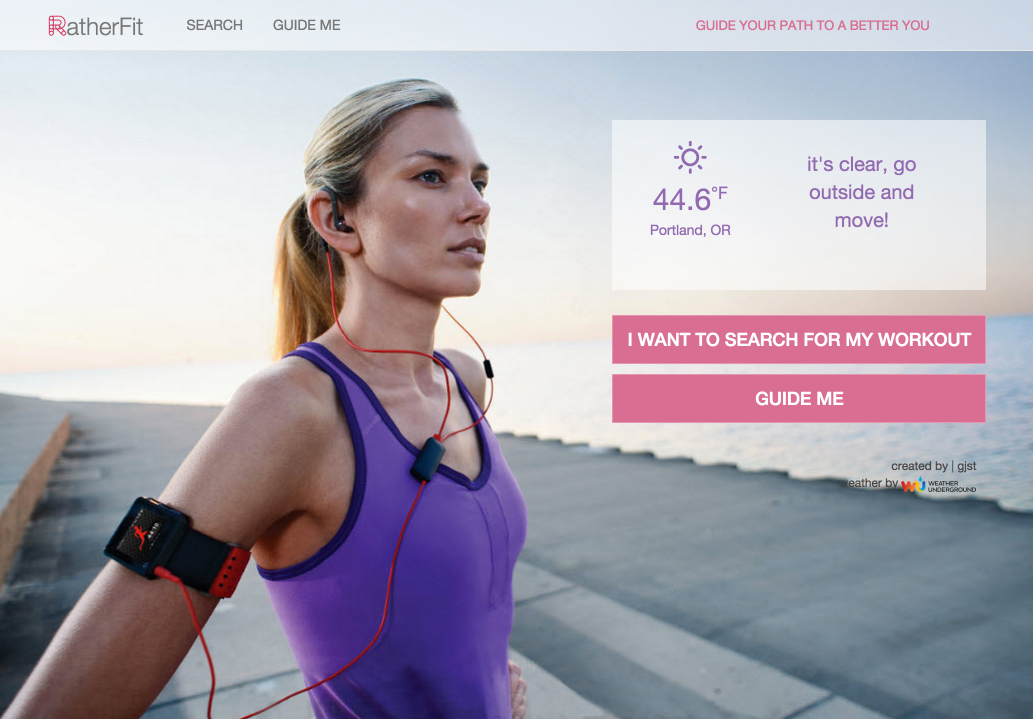 RatherFit
SEARCH
GUIDE ME
GUIDE YOUR PATH TO A BETTER YOU
44.6°F
Portland, OR
it's clear, go
outside and
move!
I WANT TO SEARCH FOR MY WORKOUT
GUIDE ME
created by | gjst
eather by WEATHER
UNDERGROUND